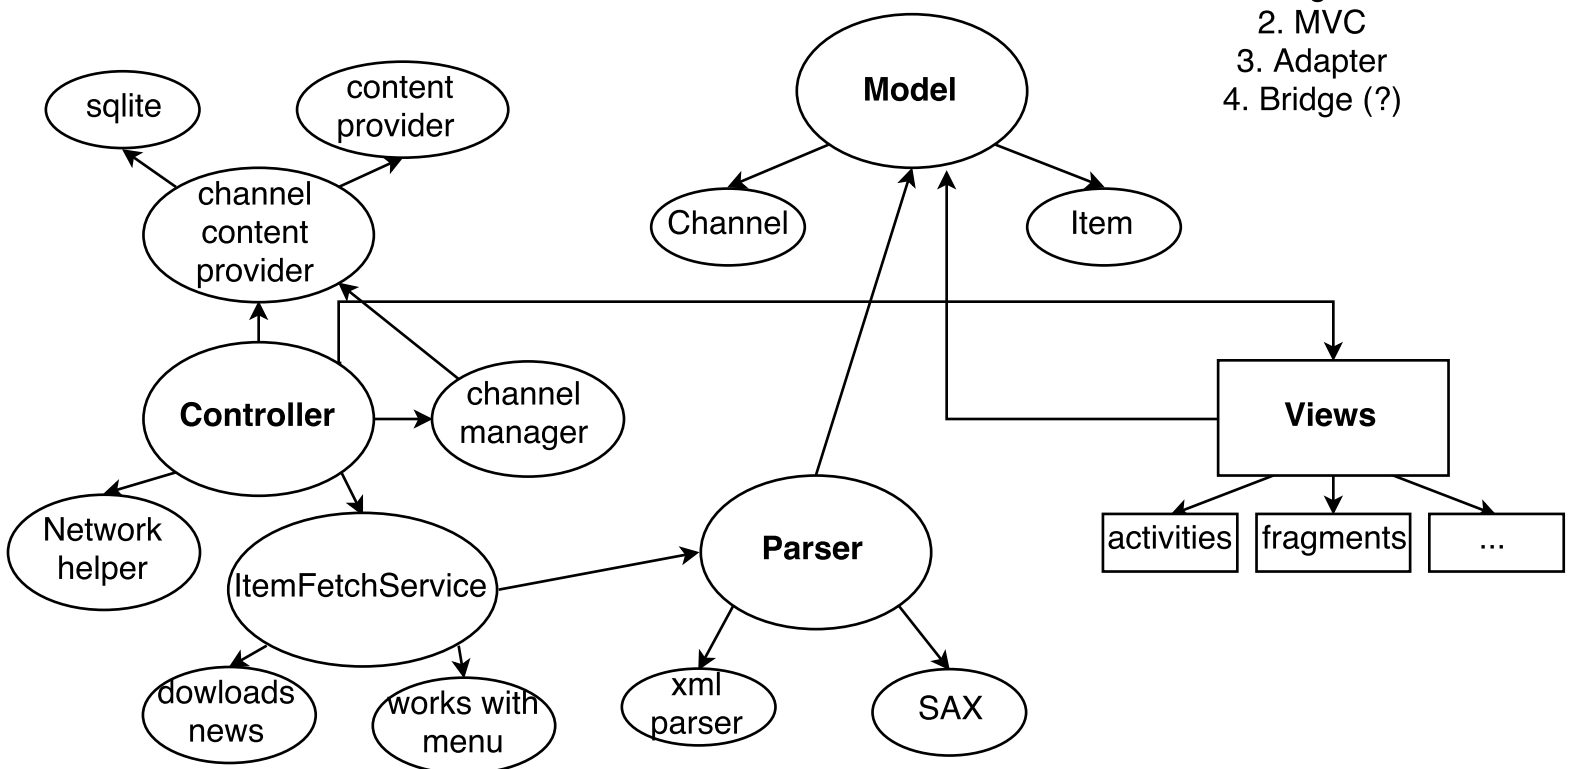 2. MVC
3. Adapter
4. Bridge (?)
Model
sqlite
content
provider
channel
content
provider
Channel
Item
Controller
channel
manager
Views
Network
helper
ItemFetchService
Parser
activities
fragments
...
dowloads
news
works with
menu
xml
parser
SAX